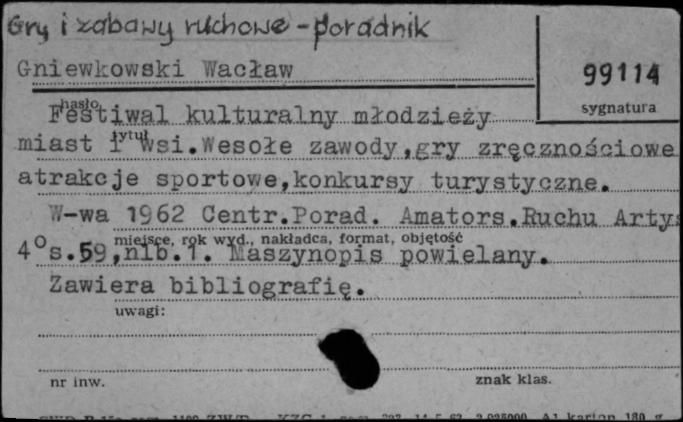 Gry i zabawy ruchowe - poradnik
Gniewkowski Wacław
99114
sygnatura
hasło
Festiwal kulturalny młodzieży
tytuł
miast i wsi.Wesołe zawody,gry zręcznościowe
atrakcje sportowe,konkursy turystyczne.
W-wa 1962 Centr.Porad. Amators.Ruchu Artys
miejsce, rok wyd., nakładca, format, objętość
4° s.59,nlb.1. Maszynopis powielany.
Zawiera bibliografię.
uwagi:
nr inw.
znak klas.